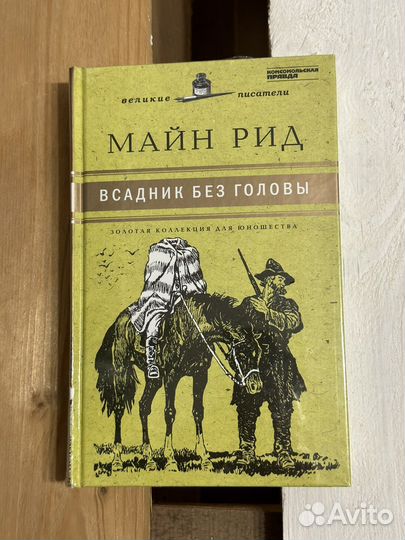 КОМСОМОЛЬСКАЯ
ПРАВДА
великие писатели
МАЙН РИД
ВСАДНИК БЕЗ ГОЛОВЫ
ЗОЛОТАЯ КОЛЛЕКЦИЯ ДЛЯ ЮНОШЕСТВА
Avito